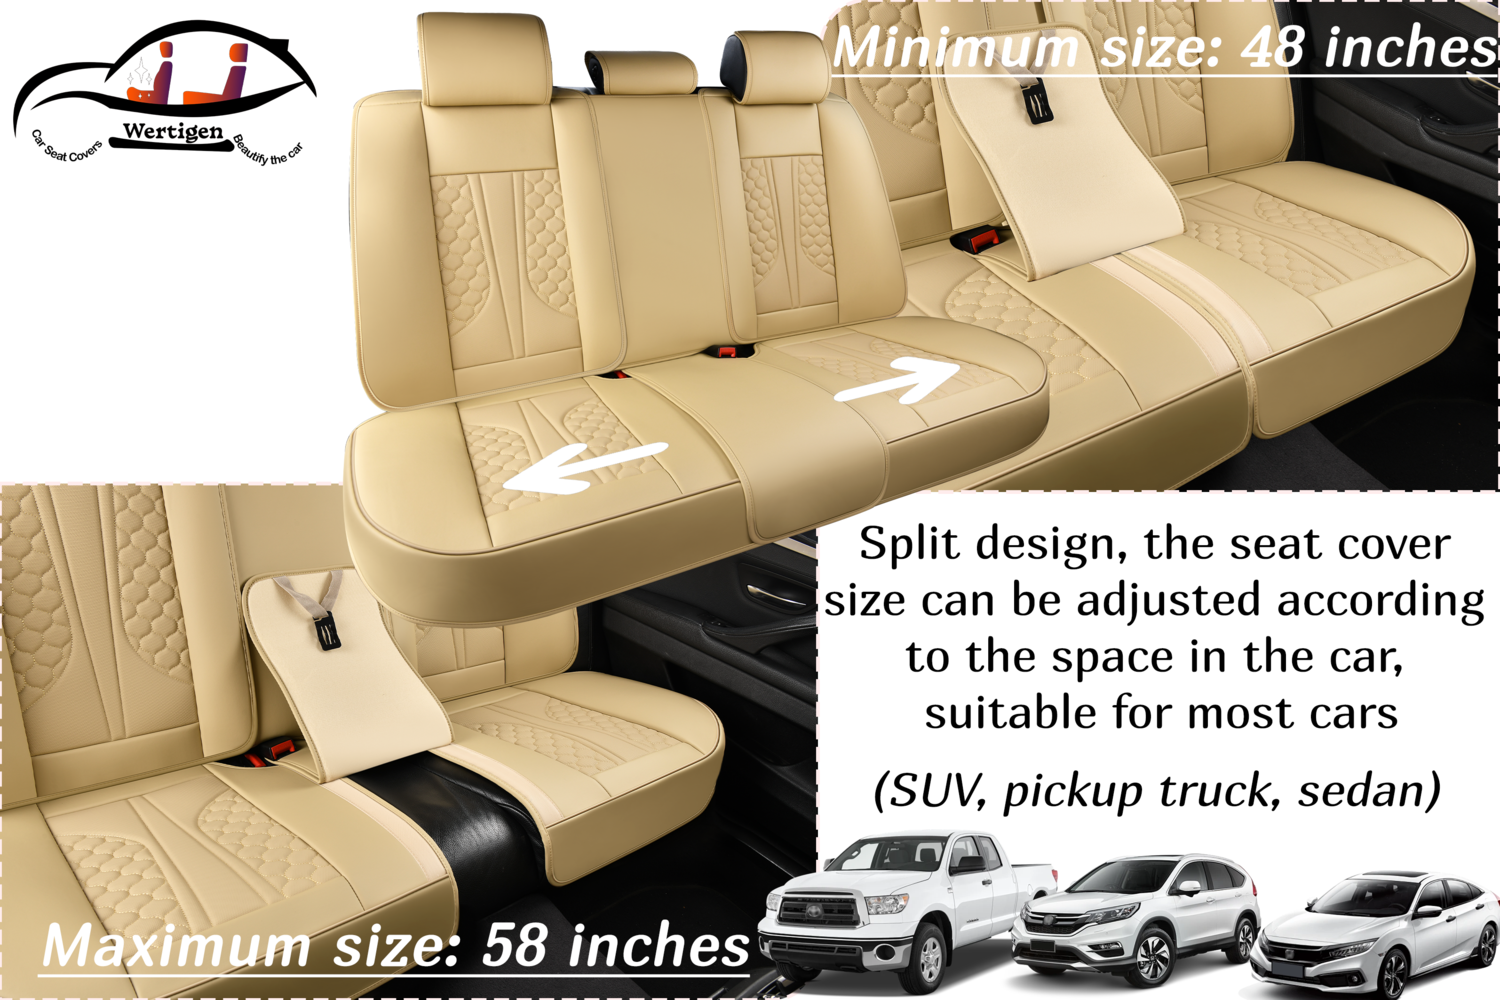 Wertigen
Car Seat Covers
Beautify the car
Minimum size: 48 inches
Split design, the seat cover
size can be adjusted according
to the space in the car,
suitable for most cars
(SUV, pickup truck, sedan)
Maximum size: 58 inches